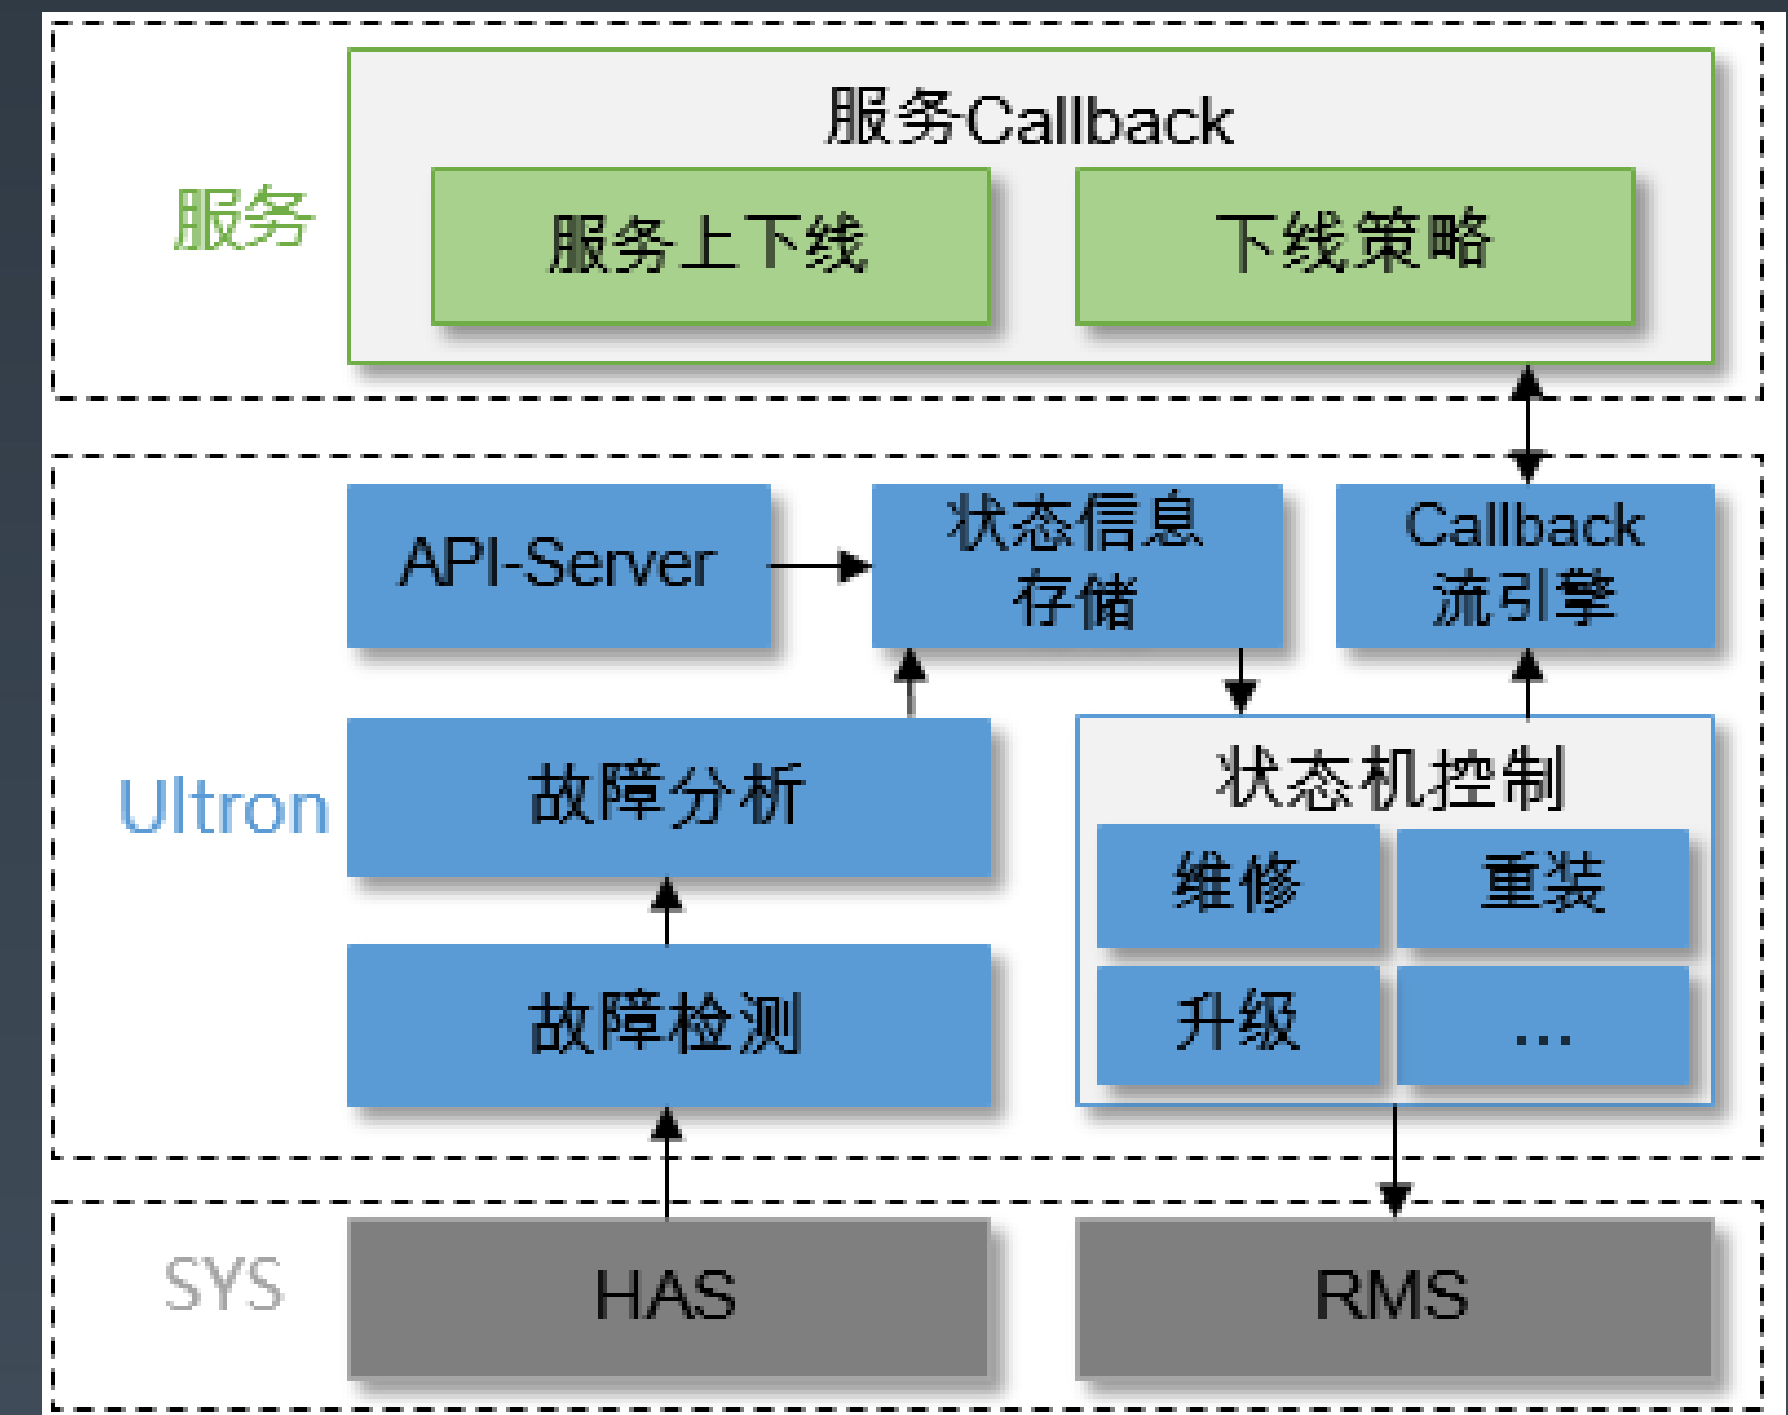 服务
服务Callback
服务上下线
下线策略
Ultron
API-Server
状态信息
存储
Callback
流引擎
故障分析
状态机控制
维修
重装
故障检测
升级
...
SYS
HAS
RMS